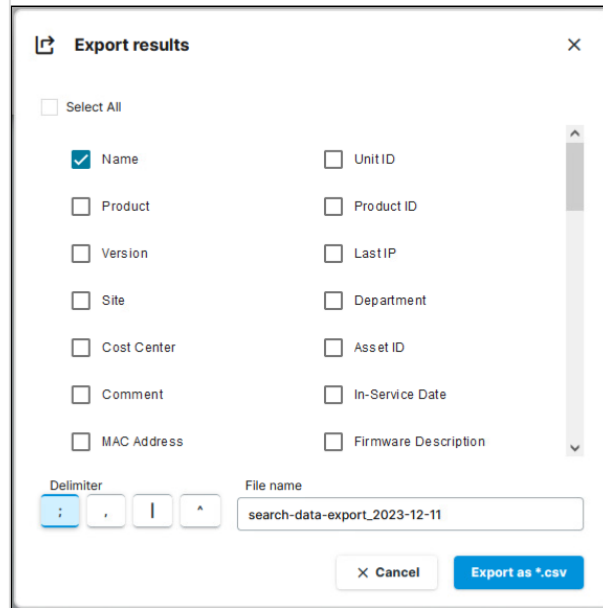 Export results
Select All
Name
Unit ID
Product
Product ID
Version
Last IP
Site
Department
Cost Center
Asset ID
Comment
In-Service Date
MAC Address
Firmware Description
Delimiter
File name
; , | ^
search-data-export_2023-12-11
Cancel
Export as *.csv